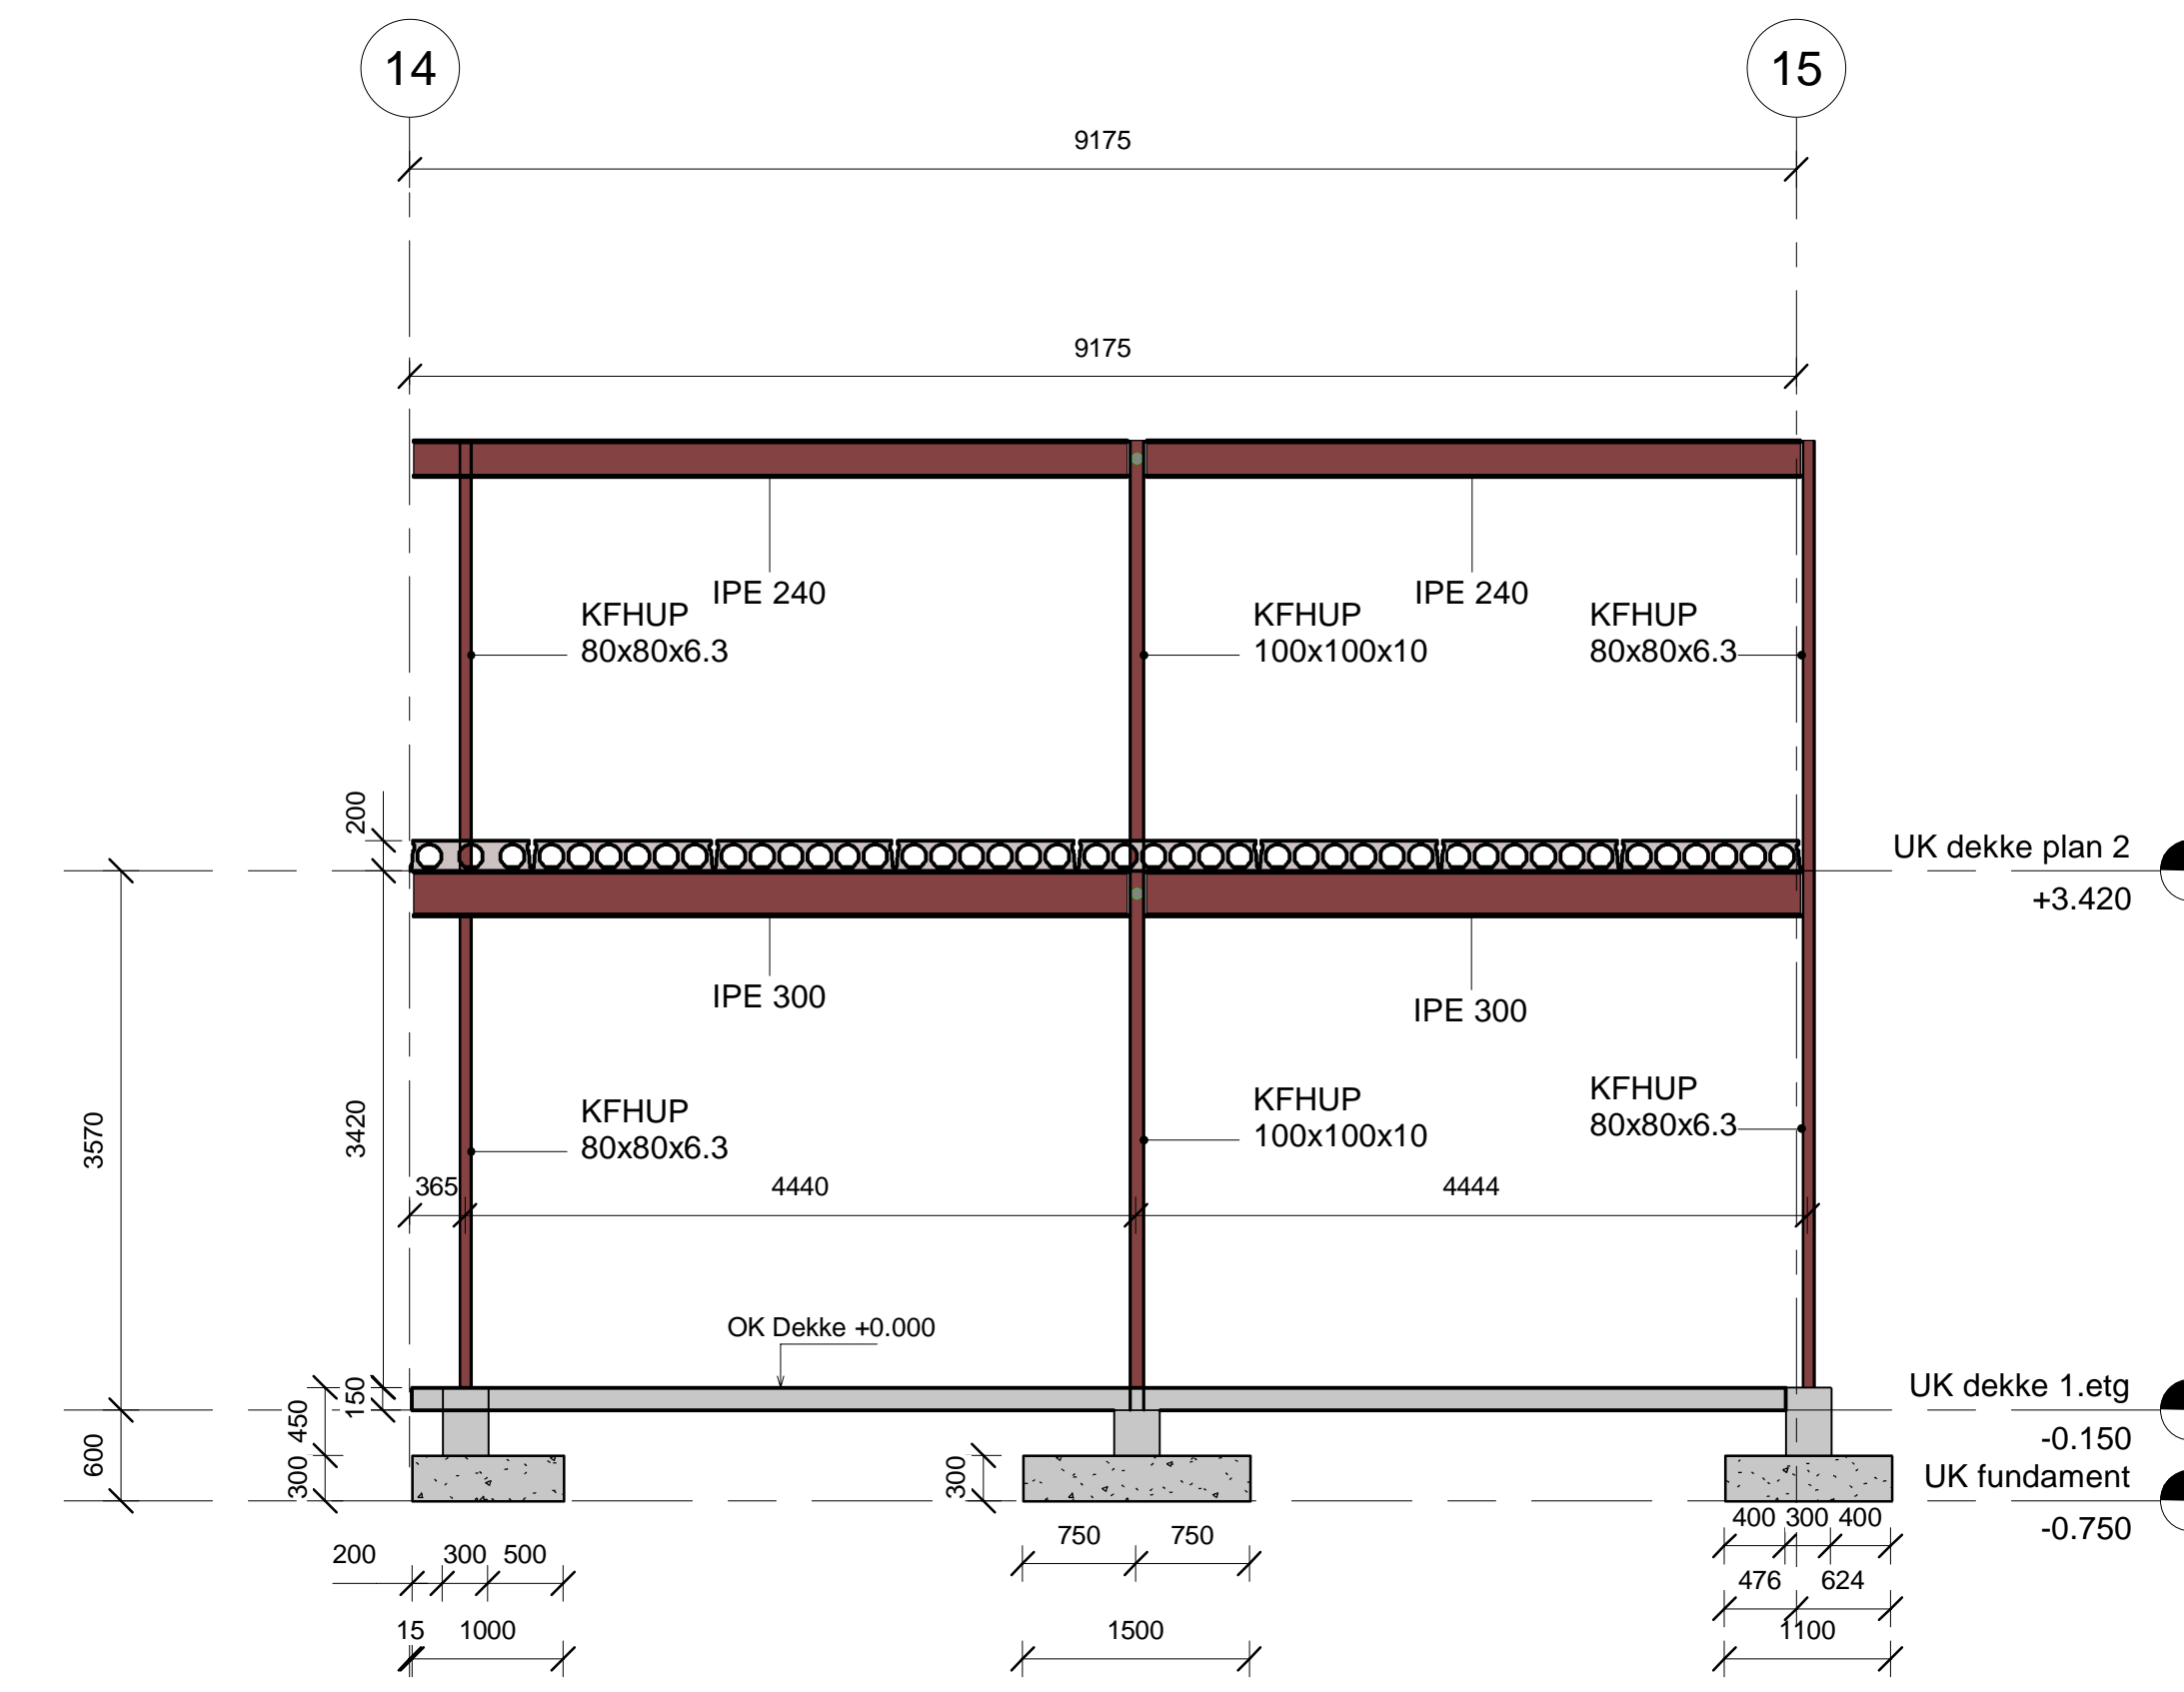 14
15
9175
9175
IPE 240
IPE 240
KFHUP
80x80x6.3
KFHUP
100x100x10
KFHUP
80x80x6.3
200
UK dekke plan 2
+3.420
IPE 300
IPE 300
KFHUP
80x80x6.3
KFHUP
100x100x10
KFHUP
80x80x6.3
3570
3420
365
4440
4444
OK Dekke +0.000
150
450
600
300
300
UK dekke 1.etg
-0.150
UK fundament
-0.750
400
300
400
750
750
200
300
500
476
624
15
1000
1500
1100